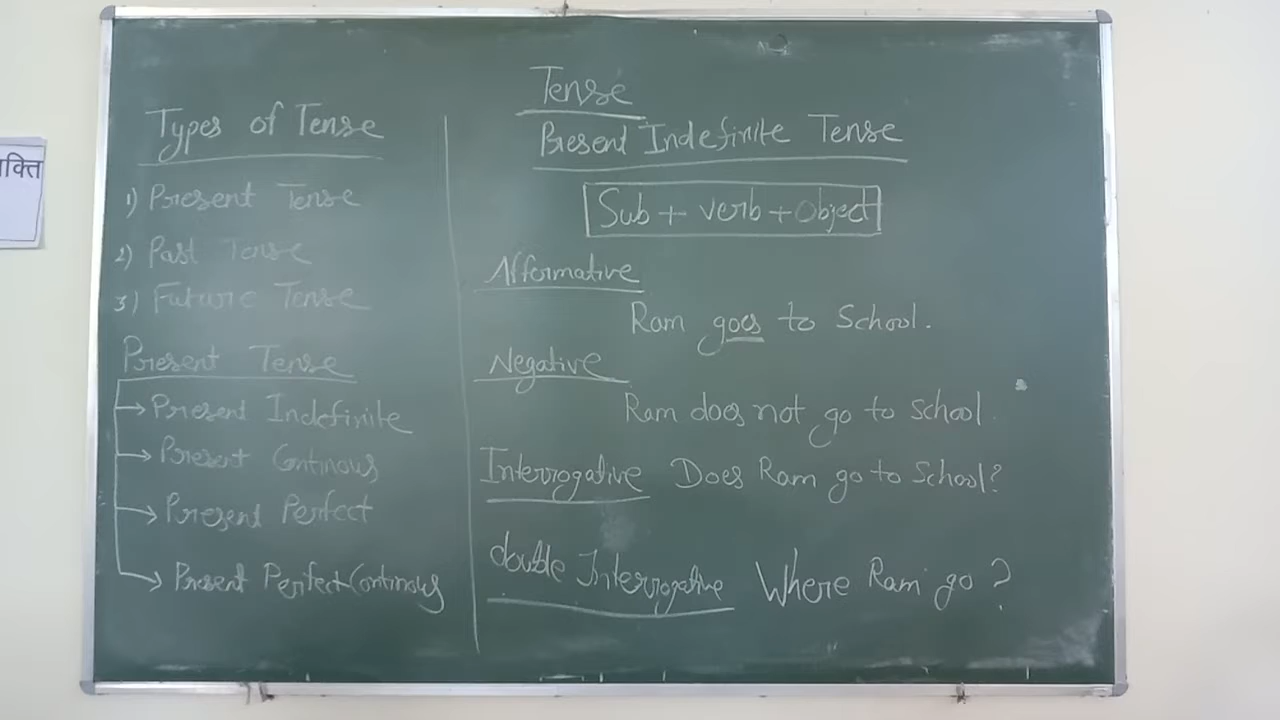 क्ति
Types of Tense
1) Present Tense
2) Past Tense
3) Future Tense
Present Tense
→ Present Indefinite
→ Present Continous
→ Present Perfect
→ Present Perfect Continous
Tense
Present Indefinite Tense
Sub + verb + Object
Afformative
Ram goes to School.
Negative
Ram does not go to School.
Interrogative Does Ram go to School?
double Interrogative Where Ram go?